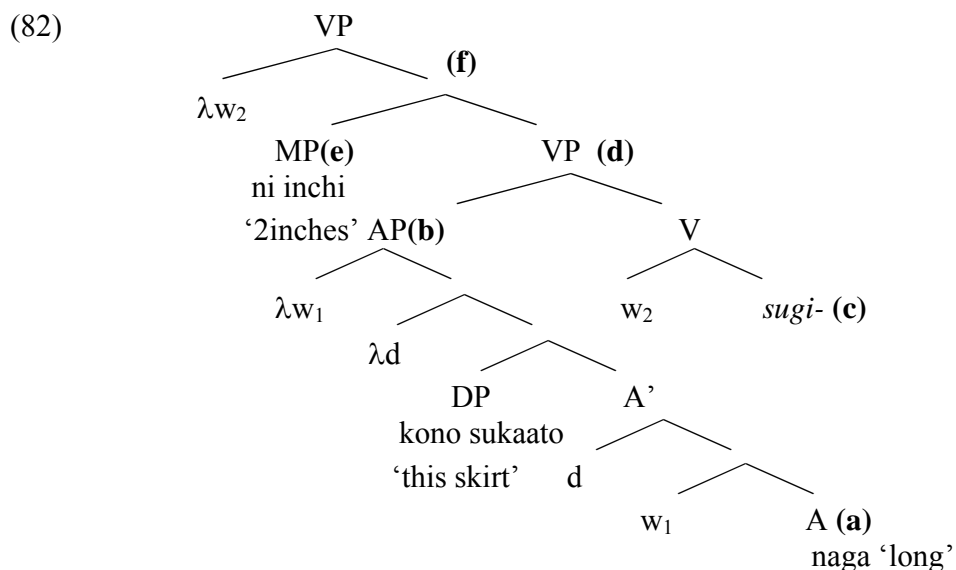 (82) VP
(f)
λw₂
MP(e) VP (d)
ni inchi
‘2inches’ AP(b) V
λw₁ w₂ sugi- (c)
λd
DP A’
kono sukaato
‘this skirt’ d
w₁ A (a)
naga ‘long’